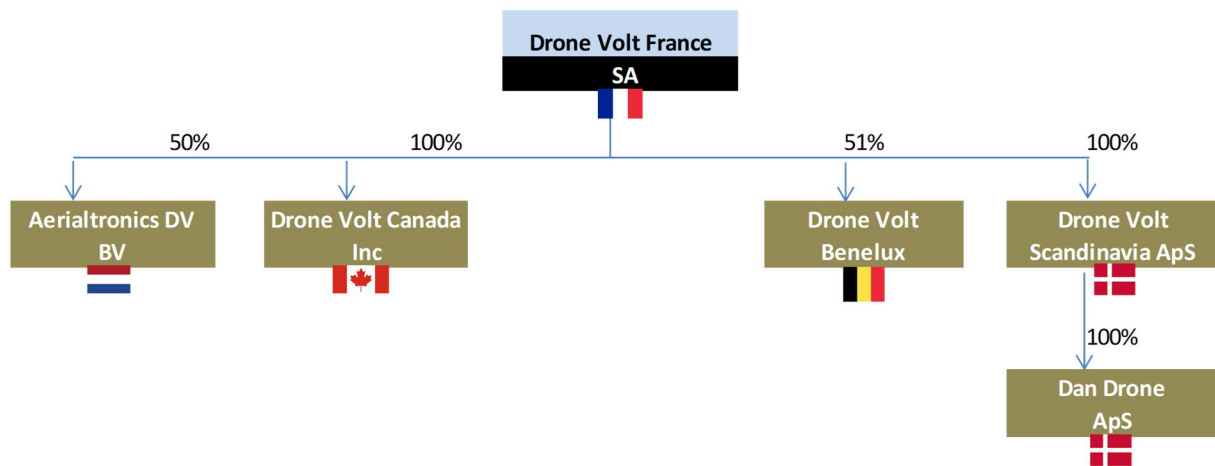 Drone Volt France
SA
50%
100%
51%
100%
Aerialtronics DV
BV
Drone Volt Canada
Inc
Drone Volt
Benelux
Drone Volt
Scandinavia ApS
100%
Dan Drone
ApS